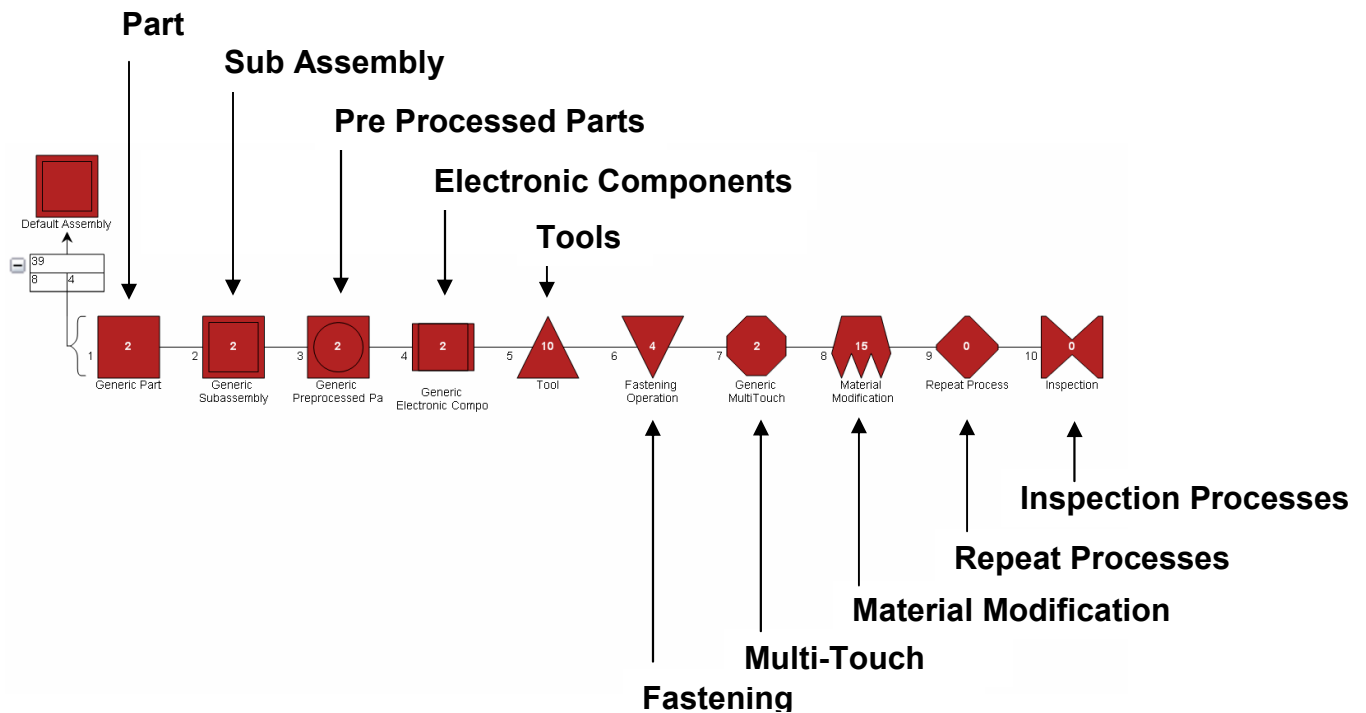 Part
Sub Assembly
Pre Processed Parts
Electronic Components
Tools
Default Assembly
39
8 4
1
2
2
2
3
2
4
2
5
10
6
4
7
2
8
15
9
0
10
0
Generic Part
Generic
Subassembly
Generic
Preprocessed Pa
Generic
Electronic Compo
Tool
Fastening
Operation
Generic
MultiTouch
Material
Modification
Repeat Process
Inspection
Inspection Processes
Repeat Processes
Material Modification
Multi-Touch
Fastening